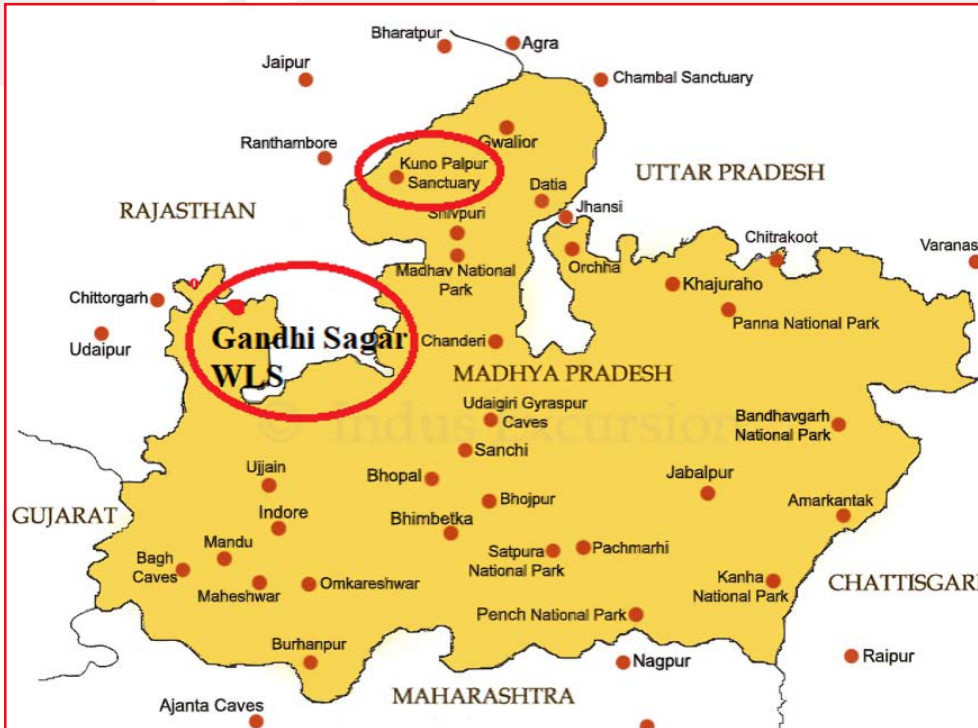 Bharatpur
Agra
Jaipur
Chambal Sanctuary
Gwalior
Ranthambore
Kuno Palpur
Sanctuary
UTTAR PRADESH
Datia
RAJASTHAN
Jhansi
Shivpuri
Chitrakoot
Varanas
Orchha
Madhav National
Park
Khajuraho
Chittorgarh
Panna National Park
Gandhi Sagar
WLS
Udaipur
Chanderi
MADHYA PRADESH
Udaigiri Gyraspur
Caves
Bandhavgarh
National Park
© Indus Excursion
Sanchi
Ujjain
Bhopal
Jabalpur
Bhojpur
Amarkantak
GUJARAT
Indore
Bhimbetka
Mandu
Satpura
National Park
Pachmarhi
Bagh
Caves
Maheshwar
Omkareshwar
Kanha
National Park
CHATTISGAR
Pench National Park
Burhanpur
Nagpur
Raipur
MAHARASHTRA
Ajanta Caves